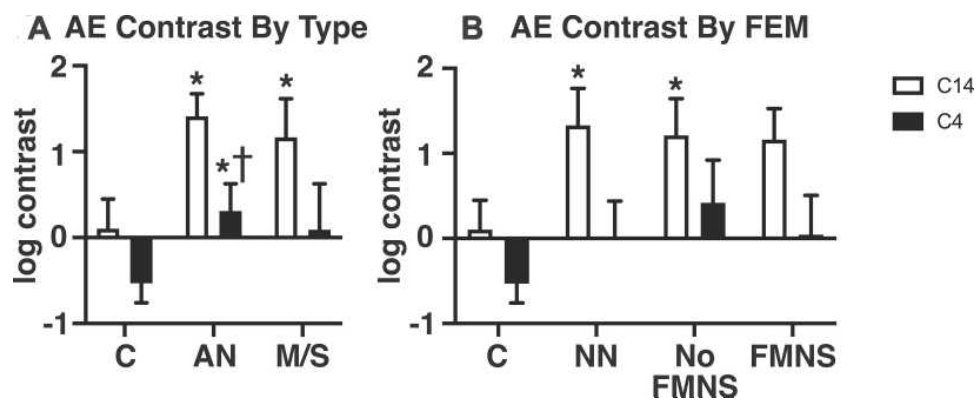 A AE Contrast By Type
B AE Contrast By FEM
log contrast
2
1
0
-1
*
*
*†
C
AN
M/S
log contrast
2
1
0
-1
*
*
C
NN
No
FMNS
FMNS
C14
C4